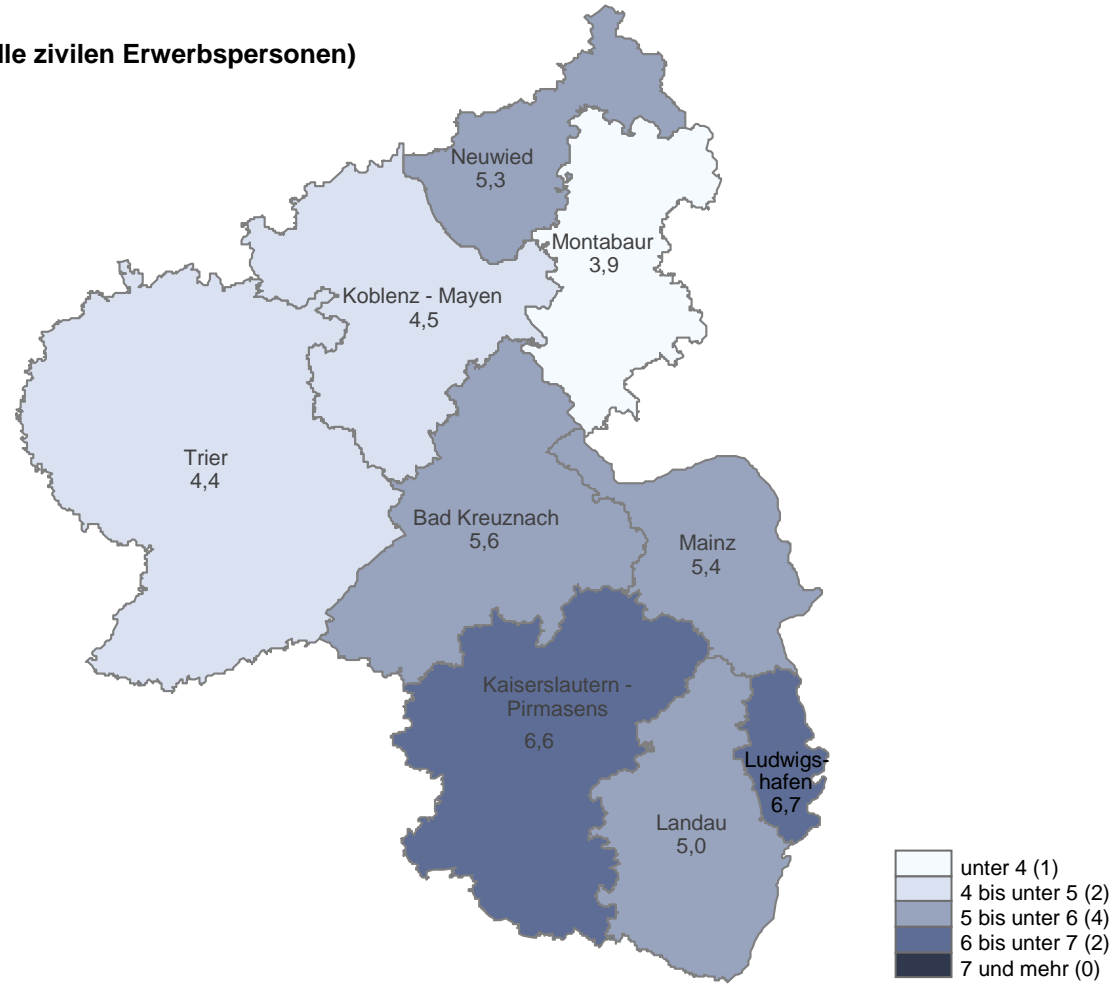 lle zivilen Erwerbspersonen)
Neuwied
5,3
Montabaur
3,9
Koblenz - Mayen
4,5
Trier
4,4
Bad Kreuznach
5,6
Mainz
5,4
Kaiserslautern -
Pirmasens
6,6
Ludwigs-
hafen
6,7
Landau
5,0
unter 4 (1)
4 bis unter 5 (2)
5 bis unter 6 (4)
6 bis unter 7 (2)
7 und mehr (0)